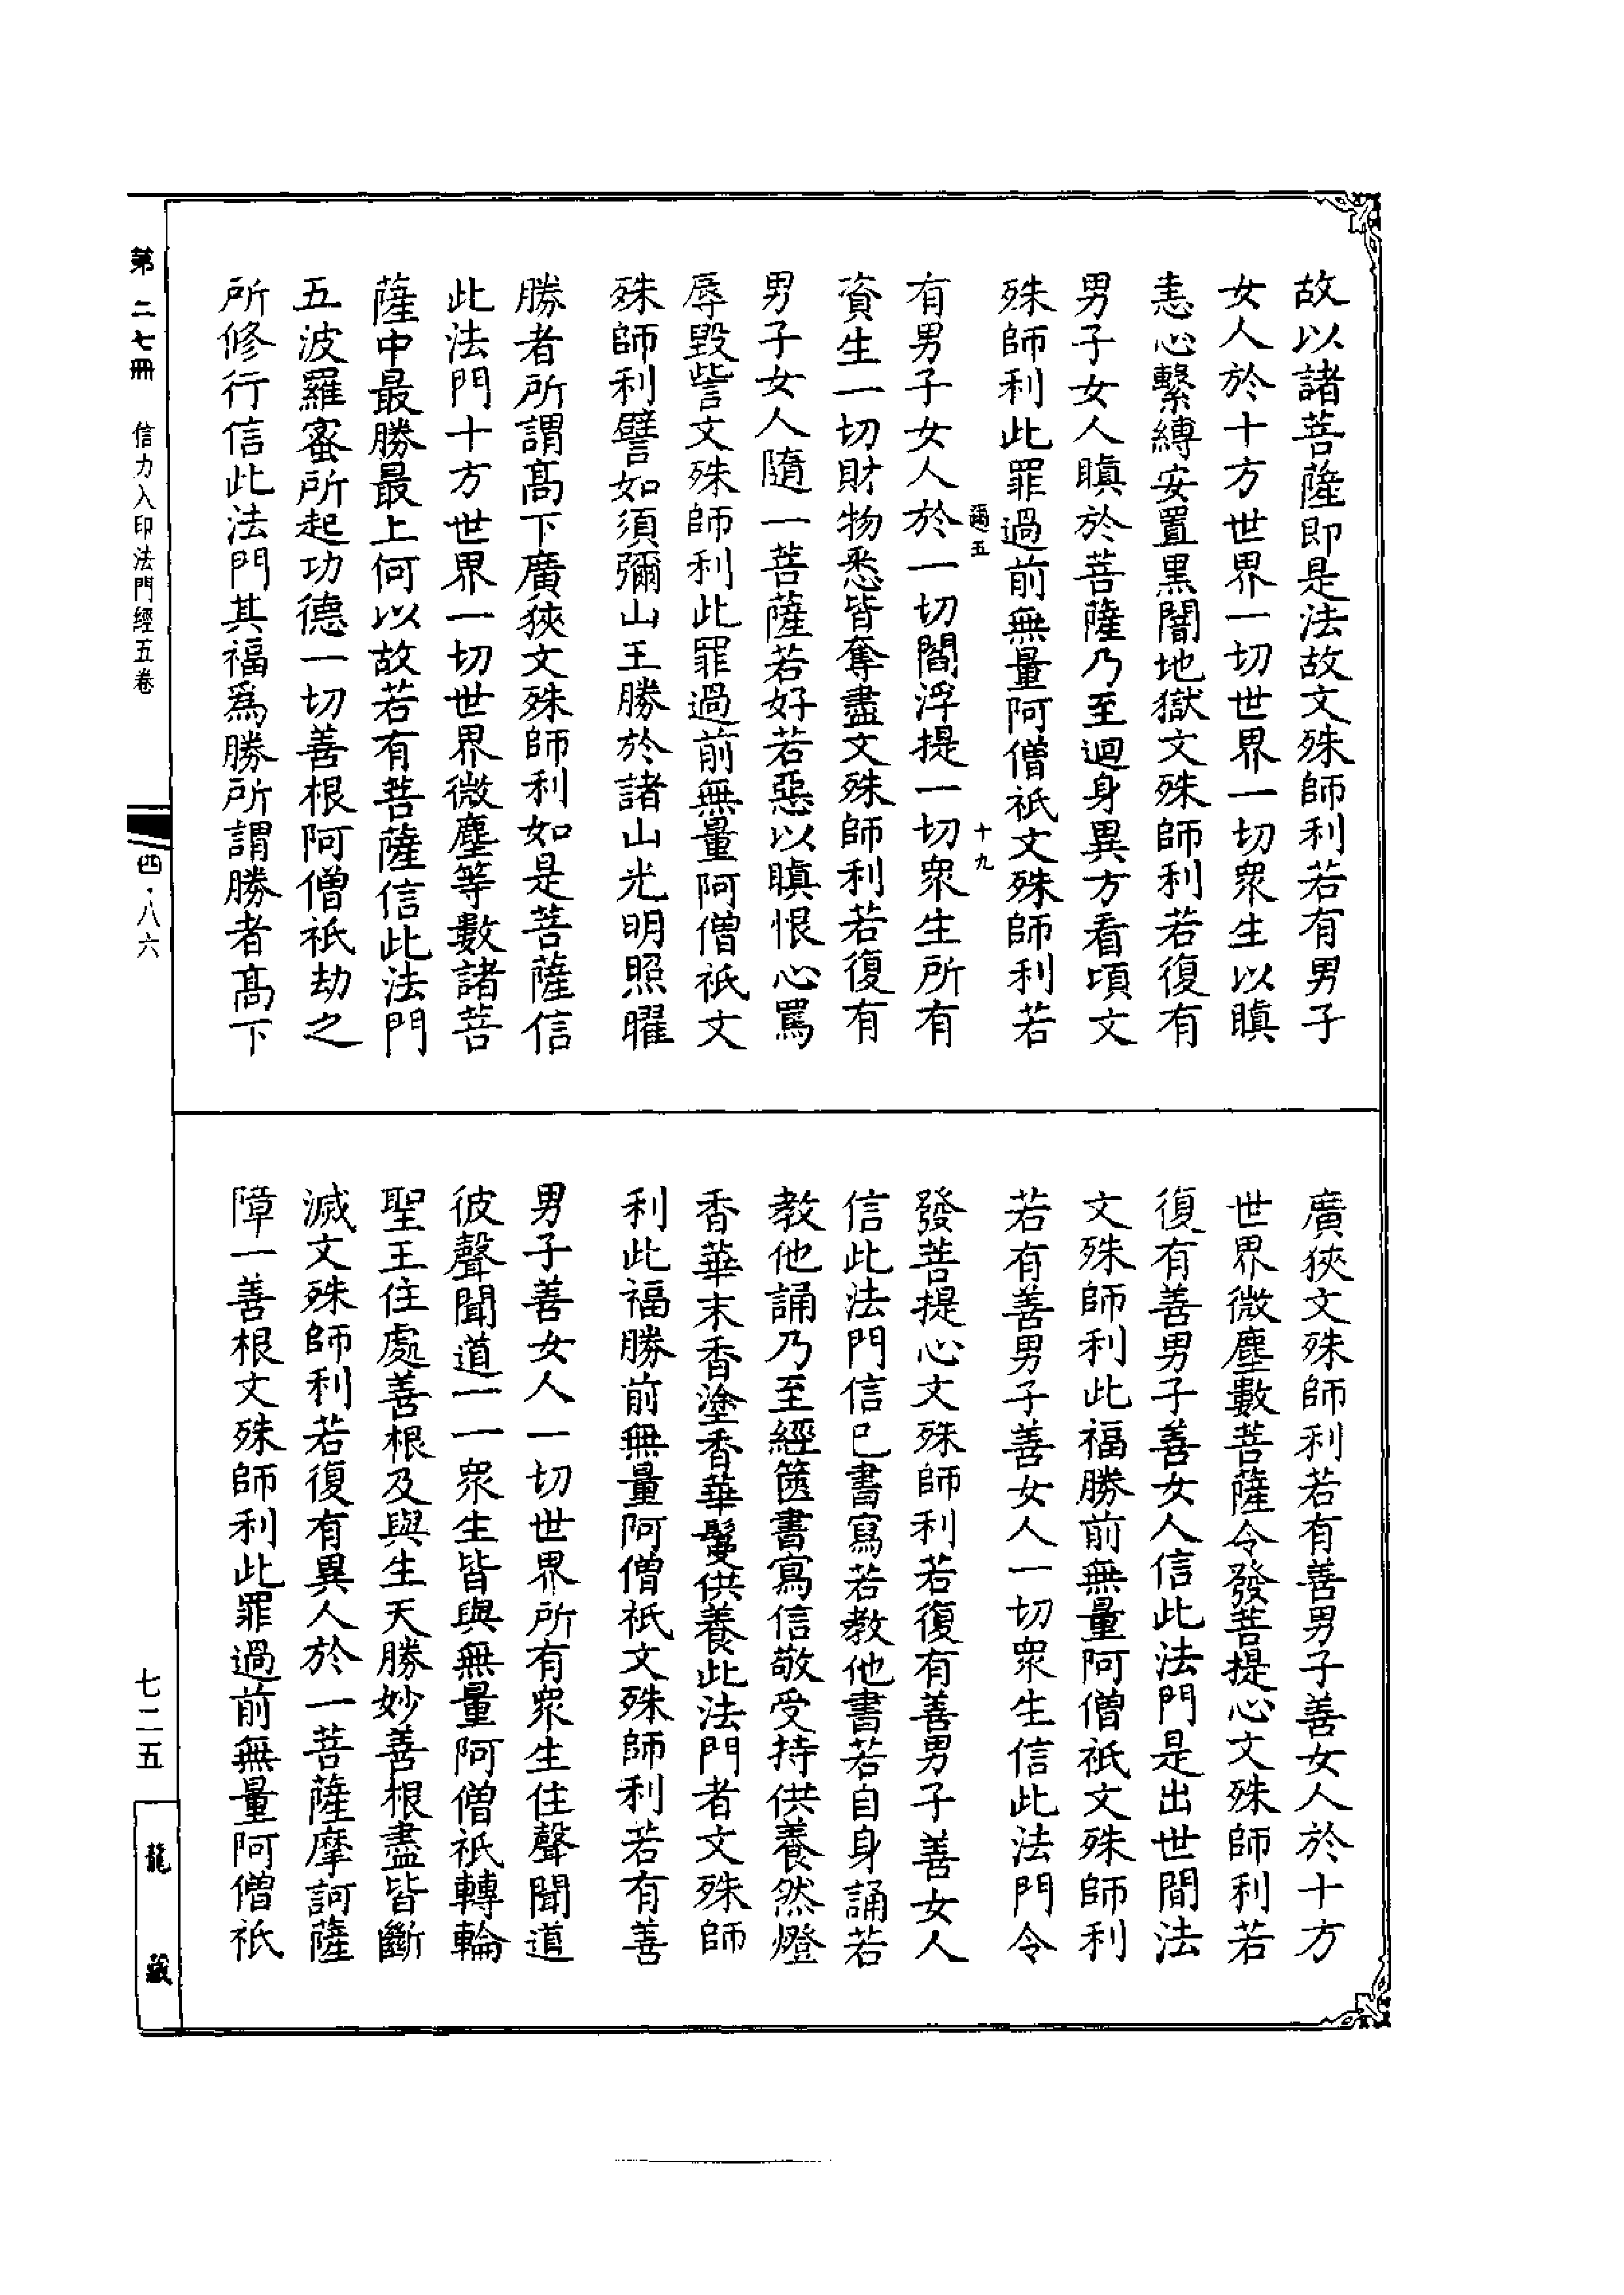 故以諸菩薩即是法故文殊師利若有男子
女人於十方世界一切世界一切衆生以瞋
恚心繫縛安置黒闇地獄文殊師利若復有
男子女人瞋於菩薩乃至迴身異方看頃文
殊師利此罪過前無量阿僧祇文殊師利若
五 十九
有男子女人於一切閻浮提一切衆生所有
資生一切財物悉皆奪盡文殊師利若復有
男子女人隨一菩薩若好若惡以瞋恨心罵
辱毀訾文殊師利此罪過前無量阿僧祇文
殊師利譬如須彌山王勝於諸山光明照曜
勝者所謂髙下廣狹文殊師利如是菩薩信
此法門十方世界一切世界微塵等數諸菩
薩中最勝最上何以故若有菩薩信此法門
五波羅蜜所起功德一切善根阿僧祇劫之
所修行信此法門其福爲勝所謂勝者髙下
廣狹文殊師利若有善男子善女人於十方
世界微塵數菩薩令發菩提心文殊師利若
復有善男子善女人信此法門是出世間法
文殊師利此福勝前無量阿僧祇文殊師利
若有善男子善女人一切衆生信此法門令
發菩提心文殊師利若復有善男子善女人
信此法門信已書寫若教他書若自身誦若
教他誦乃至經篋書寫信敬受持供養然燈
香華末香塗香華鬘供養此法門者文殊師
利此福勝前無量阿僧祇文殊師利若有善
男子善女人一切世界所有衆生住聲聞道
彼聲聞道一一衆生皆與無量阿僧祇轉輪
聖王住處善根及與生天勝妙善根盡皆斷
滅文殊師利若復有異人於一菩薩摩訶薩
障一善根文殊師利此罪過前無量阿僧祇
第二七冊 信力入印法門經五卷
四·八六
七二五
龍藏